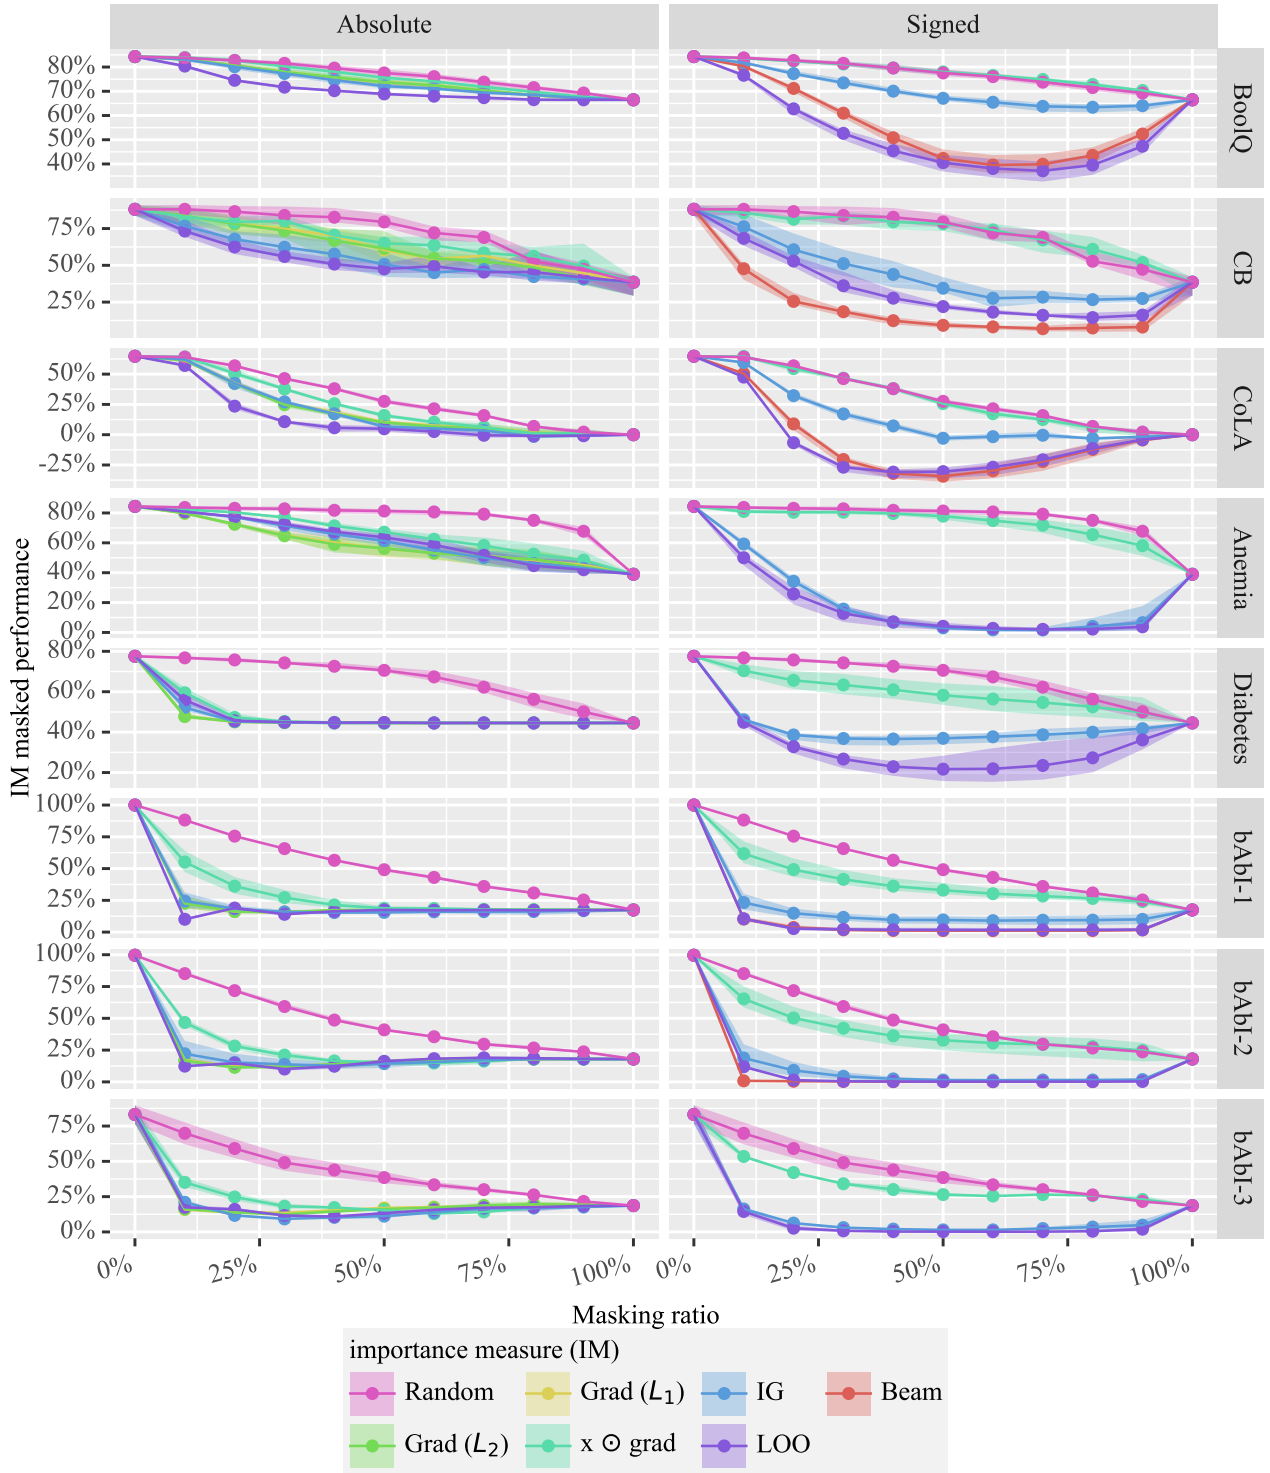 Absolute
Signed
80%
70%
60%
50%
40%
BoolQ
75%
50%
25%
CB
50%
25%
0%
-25%
CoLA
80%
60%
40%
20%
0%
Anemia
80%
60%
40%
20%
Diabetes
100%
75%
50%
25%
0%
bAbI-1
100%
75%
50%
25%
0%
bAbI-2
75%
50%
25%
0%
bAbI-3
IM masked performance
0% 25% 50% 75% 100% 0% 25% 50% 75% 100%
Masking ratio
importance measure (IM)
Random Grad (L₁) IG Beam
Grad (L₂) x ⊙ grad LOO